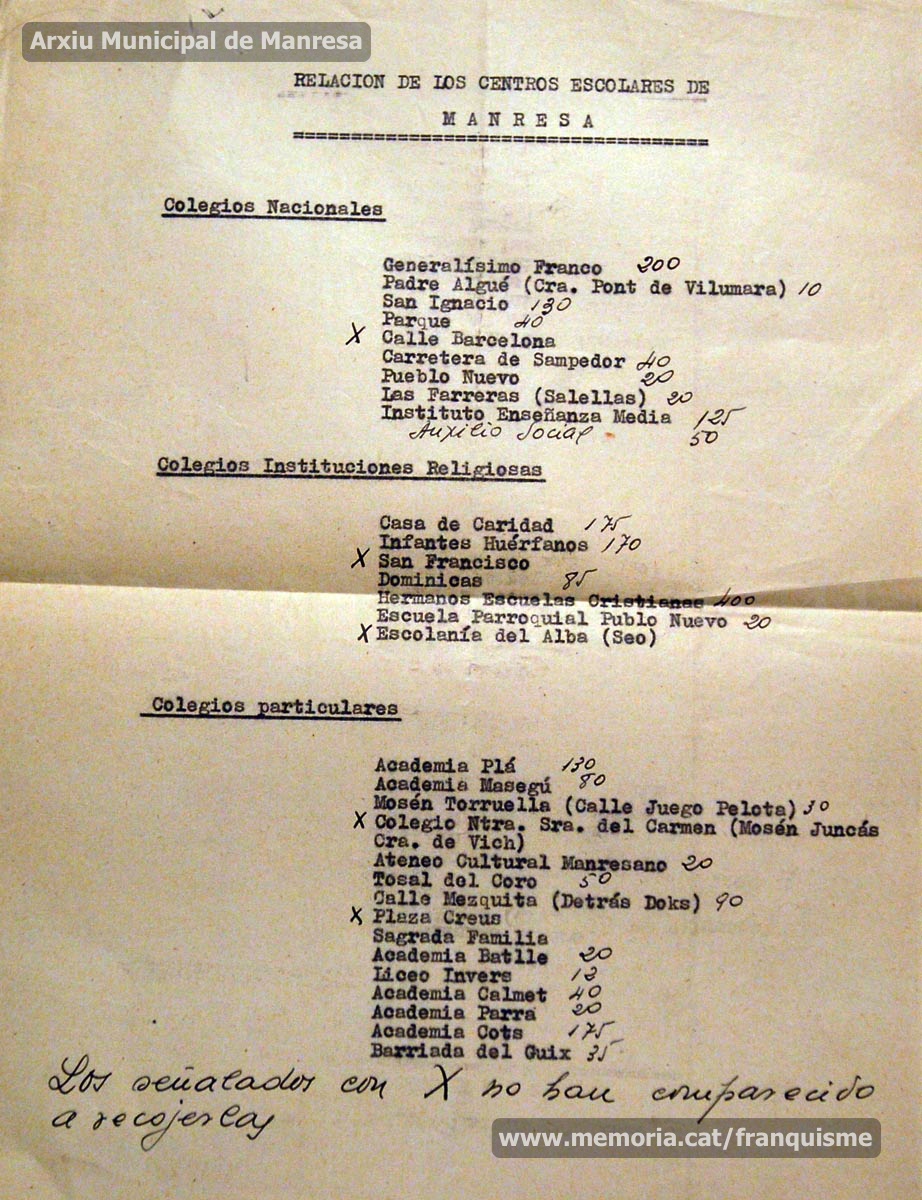 Arxiu Municipal de Manresa
RELACION DE LOS CENTROS ESCOLARES DE
M A N R E S A
=====================================
Colegios Nacionales
Generalísimo Franco 200
Padre Algué (Cra. Pont de Vilumara) 10
San Ignacio 130
Parque 40
X Calle Barcelona
Carretera de Sampedor 40
Pueblo Nuevo 20
Las Farreras (Salellas) 20
Instituto Enseñanza Media 125
Auxilio Social 50
Colegios Instituciones Religiosas
Casa de Caridad 175
Infantes Huérfanos 170
X San Francisco
Dominicas 85
Hermanos Escuelas Cristianas 400
Escuela Parroquial Publo Nuevo 20
X Escolanía del Alba (Seo)
Colegios particulares
Academia Plá 130
Academia Masegú 80
Mosén Torruella (Calle Juego Pelota) 30
X Colegio Ntra. Sra. del Carmen (Mosén Juncás
Cra. de Vich)
Ateneo Cultural Manresano 20
Tosal del Coro 50
Calle Mezquita (Detrás Doks) 90
X Plaza Creus
Sagrada Familia
Academia Batlle 20
Liceo Invers 12
Academia Calmet 40
Academia Parra 20
Academia Cots 175
Barriada del Guix 35
Los señalados con X no han comparecido
a recojerlas
www.memoria.cat/franquisme